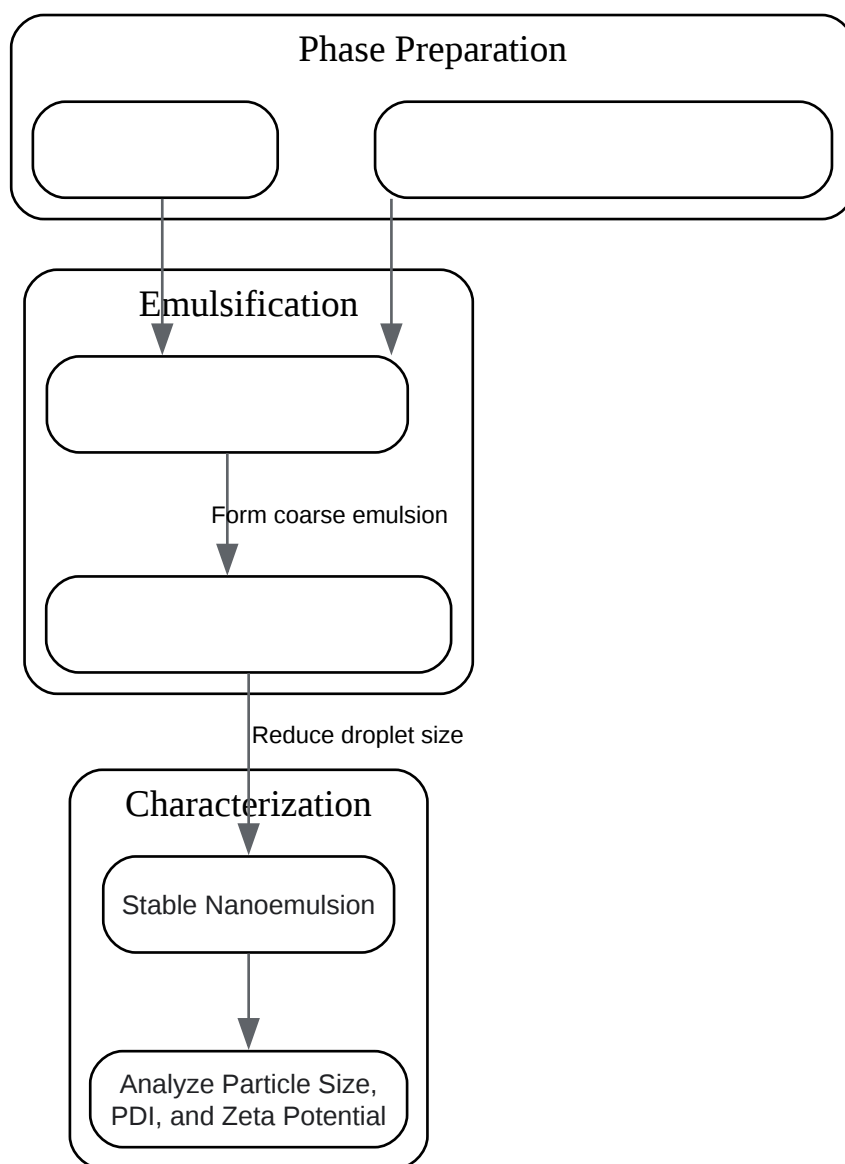 Phase Preparation
Emulsification
Form coarse emulsion
Reduce droplet size
Characterization
Stable Nanoemulsion
Analyze Particle Size,
PDI, and Zeta Potential